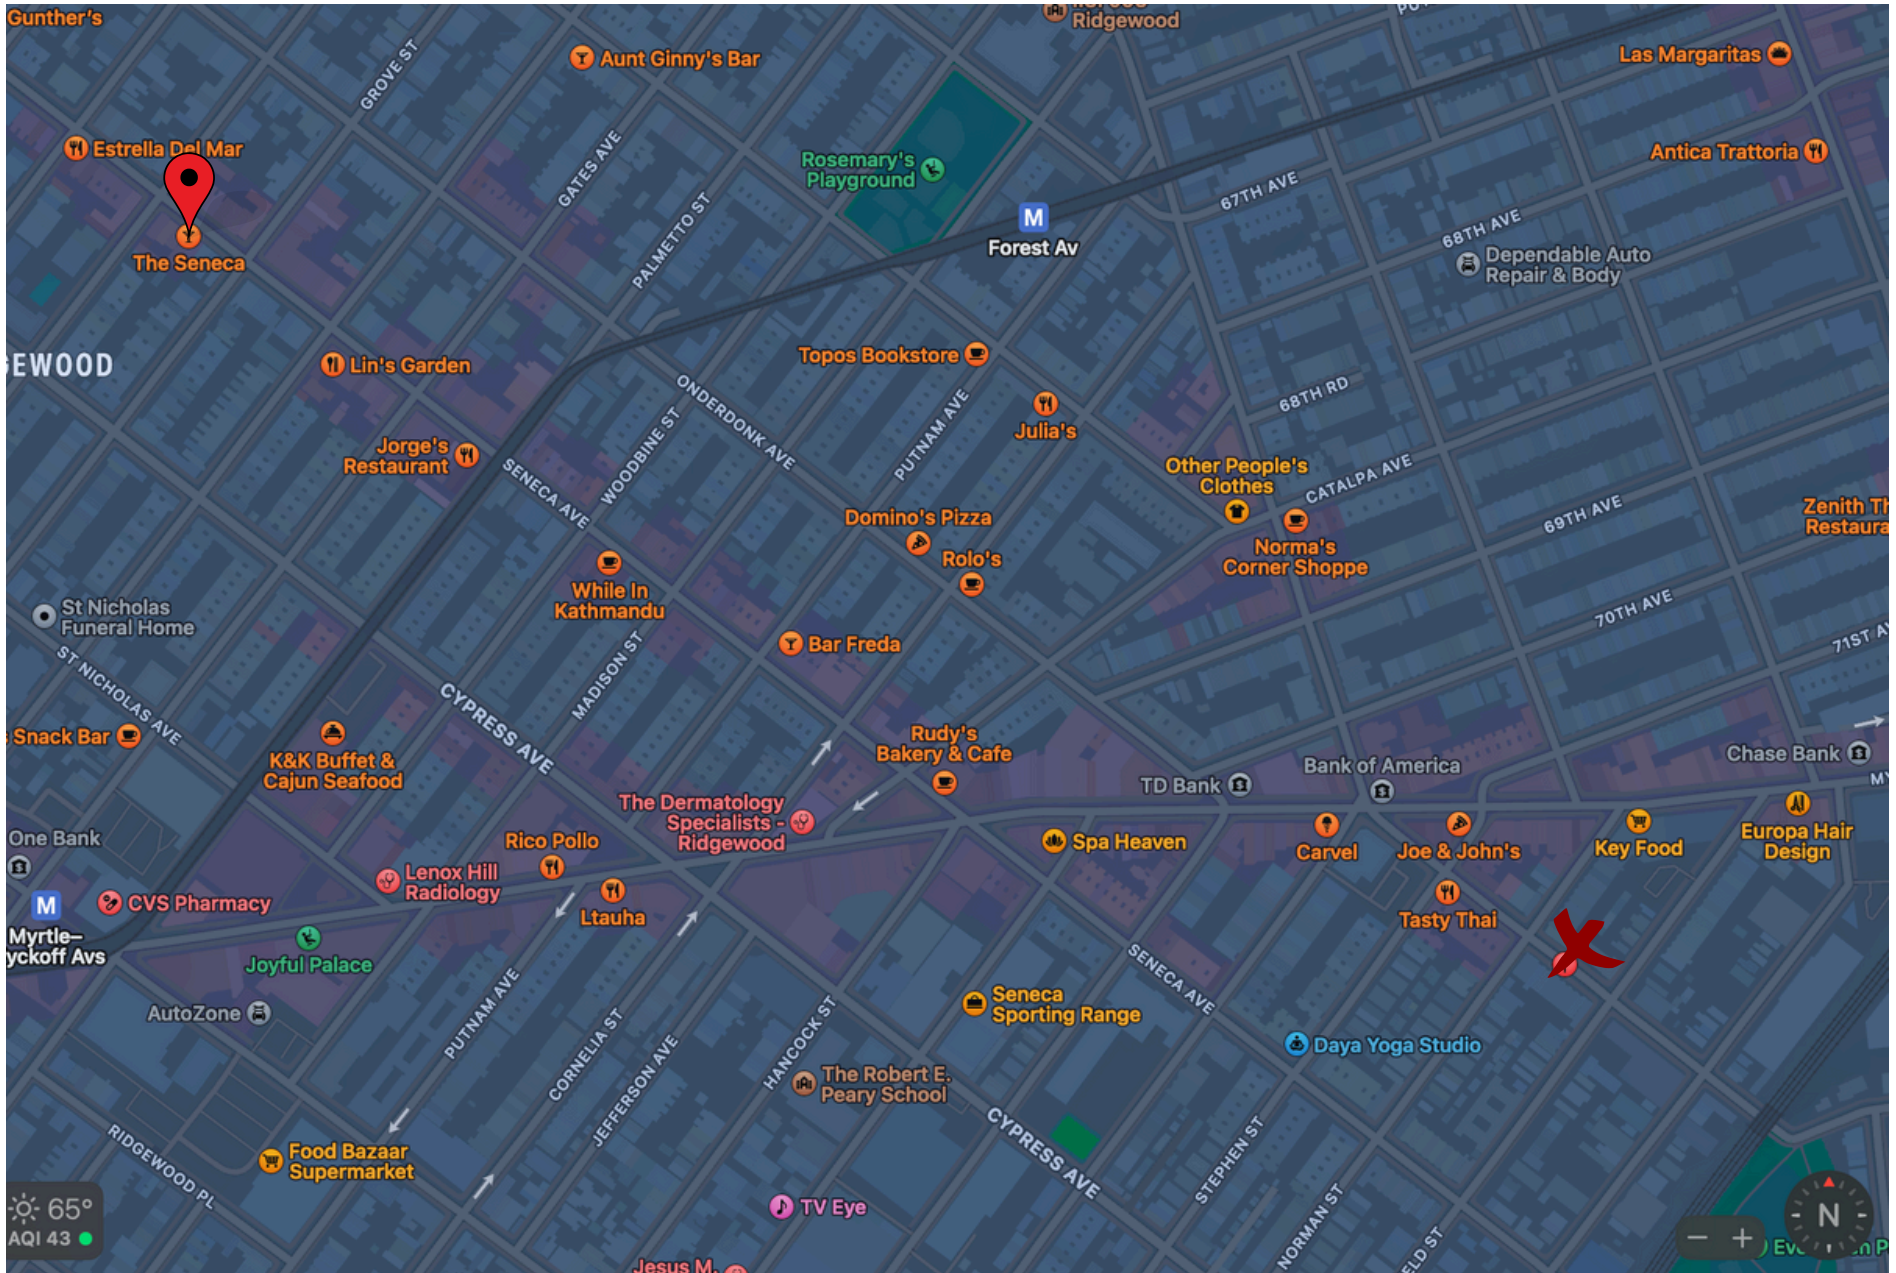 Gunther's
Ridgewood
GROVE ST
Aunt Ginny's Bar
Las Margaritas
Estrella Del Mar
GATES AVE
Rosemary's
Playground
Antica Trattoria
67TH AVE
PALMETTO ST
M
Forest Av
68TH AVE
Dependable Auto
Repair & Body
The Seneca
GEWOOD
Lin's Garden
Topos Bookstore
ONDERDONK AVE
PUTNAM AVE
68TH RD
Julia's
WOODBINE ST
Jorge's
Restaurant
SENECA AVE
Other People's
Clothes
CATALPA AVE
69TH AVE
Zenith Th
Restaura
Domino's Pizza
Rolo's
Norma's
Corner Shoppe
While In
Kathmandu
St Nicholas
Funeral Home
70TH AVE
71ST AV
Bar Freda
MADISON ST
ST NICHOLAS AVE
CYPRESS AVE
s Snack Bar
K&K Buffet &
Cajun Seafood
Rudy's
Bakery & Cafe
TD Bank
Bank of America
Chase Bank
MY
The Dermatology
Specialists -
Ridgewood
One Bank
Rico Pollo
Lenox Hill
Radiology
Spa Heaven
Carvel
Joe & John's
Key Food
Europa Hair
Design
M
Myrtle–
yckoff Avs
CVS Pharmacy
Ltauha
Tasty Thai
Joyful Palace
SENECA AVE
AutoZone
PUTNAM AVE
CORNELIA ST
JEFFERSON AVE
HANCOCK ST
Seneca
Sporting Range
Daya Yoga Studio
The Robert E.
Peary School
CYPRESS AVE
RIDGEWOOD PL
Food Bazaar
Supermarket
STEPHEN ST
NORMAN ST
ELD ST
TV Eye
65°
AQI 43
N
Jesus M.